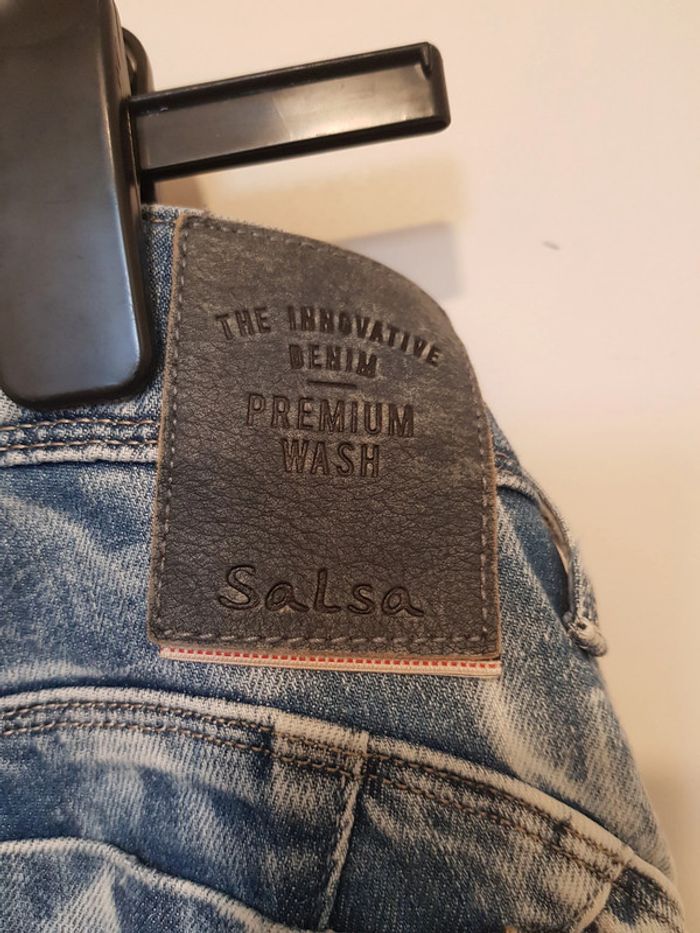 THE INNOVATIVE
DENIM
PREMIUM
WASH
Salsa